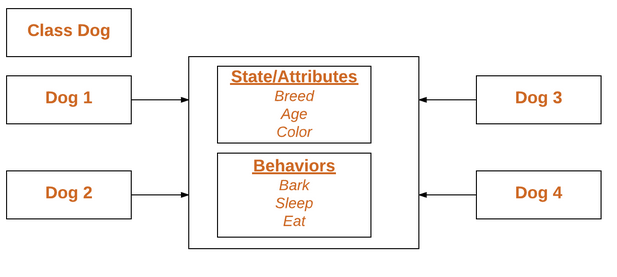 Class Dog
Dog 1
Dog 2
State/Attributes
Breed
Age
Color
Behaviors
Bark
Sleep
Eat
Dog 3
Dog 4